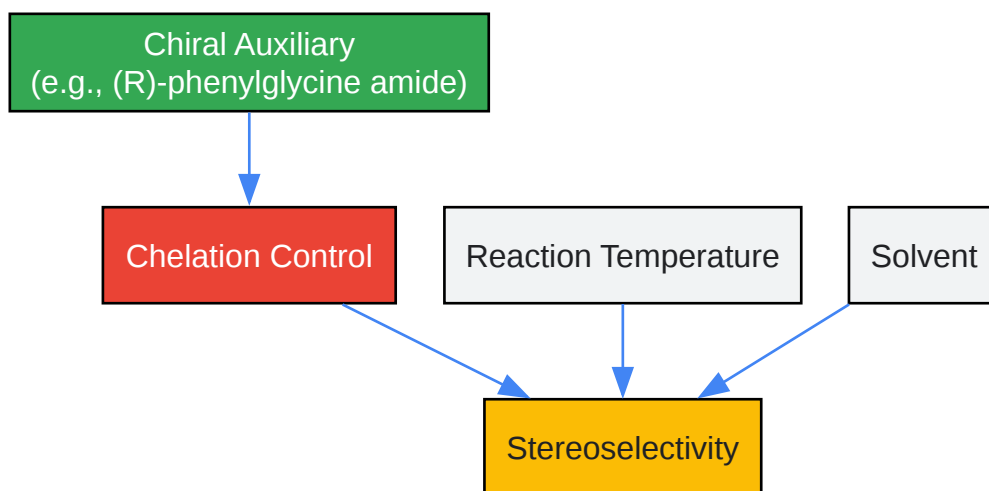 Chiral Auxiliary
(e.g., (R)-phenylglycine amide)
Chelation Control
Reaction Temperature
Solvent
Stereoselectivity